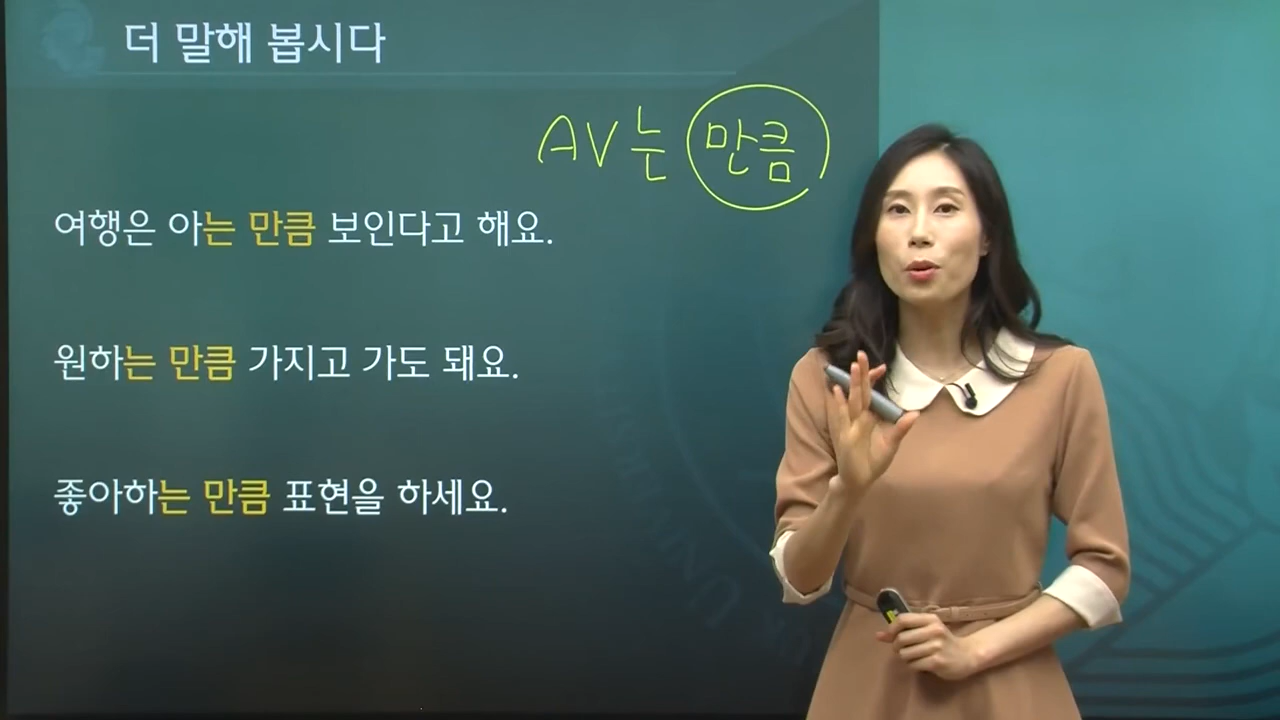 더 말해 봅시다
AV는 만큼
여행은 아는 만큼 보인다고 해요.
원하는 만큼 가지고 가도 돼요.
좋아하는 만큼 표현을 하세요.